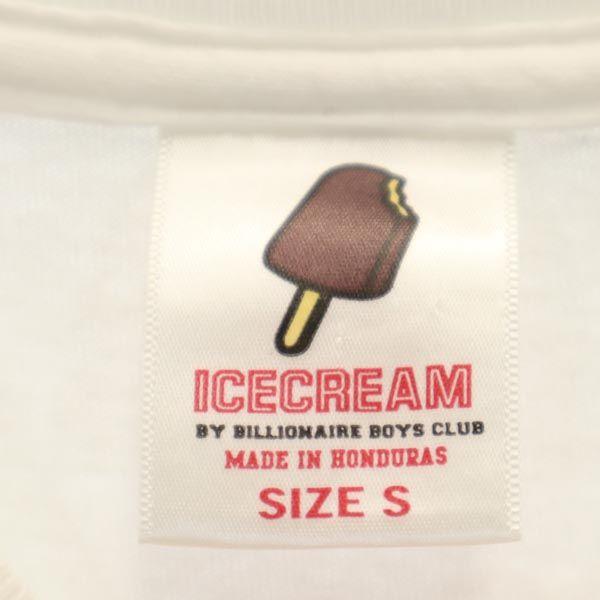 ICECREAM
BY BILLIONAIRE BOYS CLUB
MADE IN HONDURAS
SIZE S